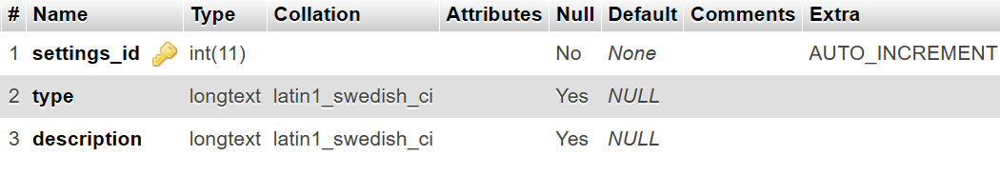 # Name Type Collation Attributes Null Default Comments Extra
1 settings_id int(11) No None AUTO_INCREMENT
2 type longtext latin1_swedish_ci Yes NULL
3 description longtext latin1_swedish_ci Yes NULL